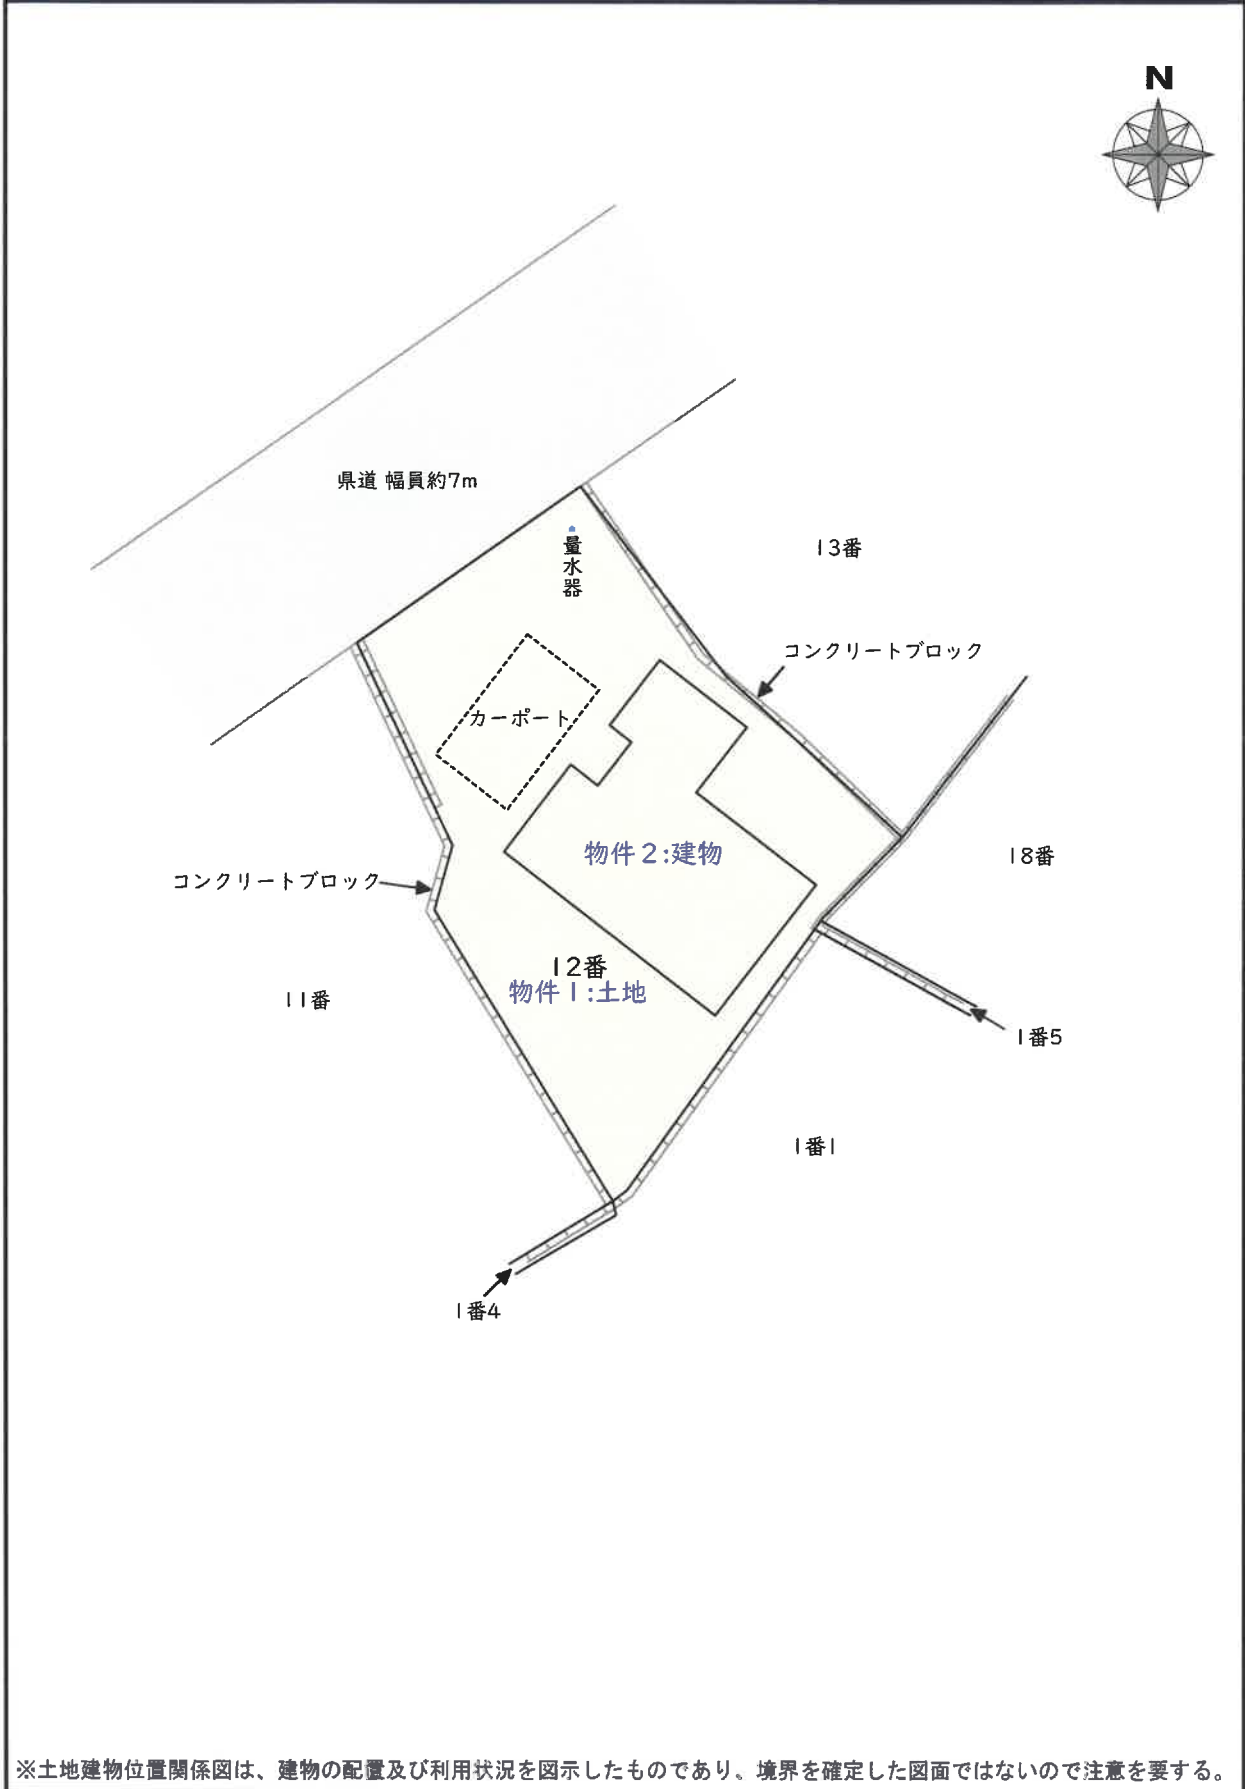 N
県道 幅員約7m
量水器
13番
コンクリートブロック
カーポート
物件2:建物
18番
コンクリートブロック
12番
物件1:土地
11番
1番5
1番1
1番4
※土地建物位置関係図は、建物の配置及び利用状況を図示したものであり。境界を確定した図面ではないので注意を要する。